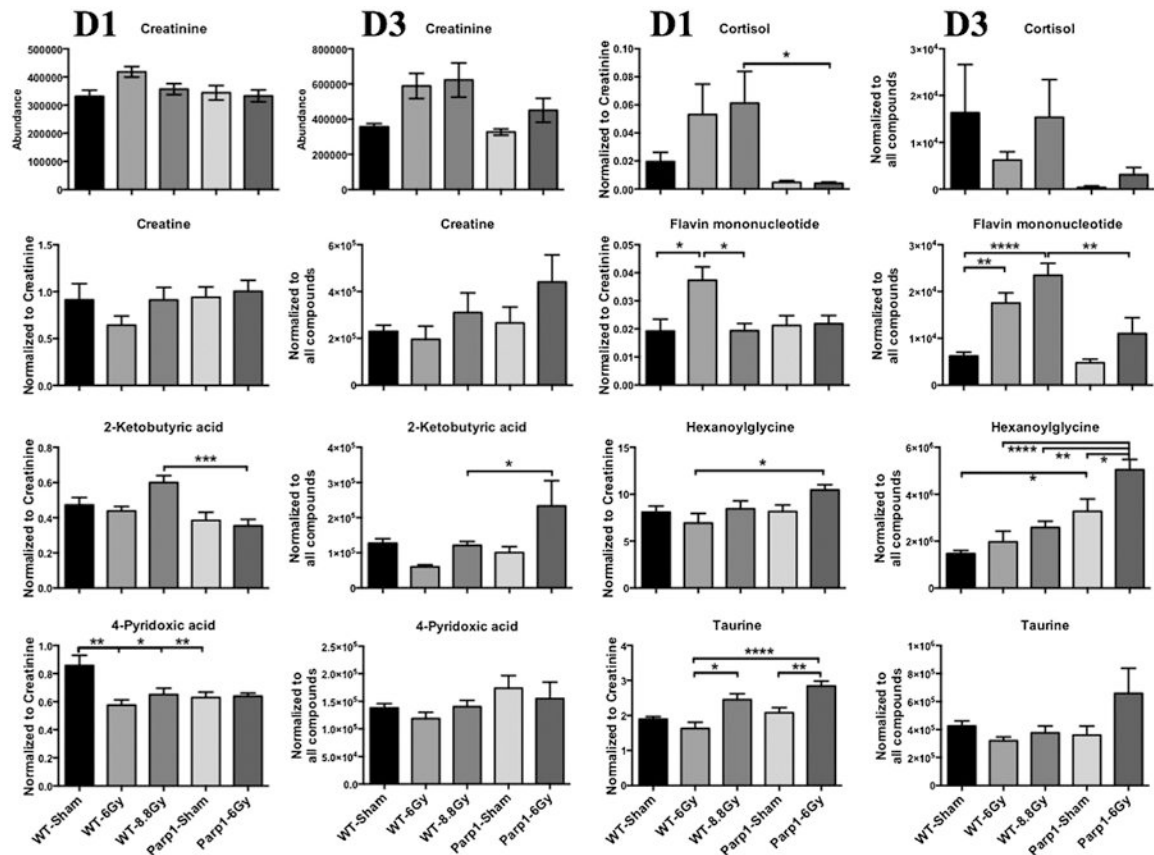 D1
Creatinine
Abundance
500000
400000
300000
200000
100000
0
D3
Creatinine
Abundance
800000
600000
400000
200000
0
D1
Cortisol
Normalized to Creatinine
0.10
0.08
0.06
0.04
0.02
0.00
*
D3
Cortisol
Normalized to
all compounds
3×10⁴
2×10⁴
1×10⁴
0
Creatine
Normalized to Creatinine
1.5
1.0
0.5
0.0
Creatine
Normalized to
all compounds
6×10⁵
4×10⁵
2×10⁵
0
Flavin mononucleotide
Normalized to Creatinine
0.05
0.04
0.03
0.02
0.01
0.00
*
*
Flavin mononucleotide
Normalized to
all compounds
3×10⁴
2×10⁴
1×10⁴
0
****
**
**
2-Ketobutyric acid
Normalized to Creatinine
0.8
0.6
0.4
0.2
0.0
***
2-Ketobutyric acid
Normalized to
all compounds
4×10⁵
3×10⁵
2×10⁵
1×10⁵
0
*
Hexanoylglycine
Normalized to Creatinine
15
10
5
0
*
Hexanoylglycine
Normalized to
all compounds
6×10⁶
4×10⁶
2×10⁶
0
****
**
*
*
4-Pyridoxic acid
Normalized to Creatinine
1.0
0.8
0.6
0.4
0.2
0.0
**
*
**
4-Pyridoxic acid
Normalized to
all compounds
2.5×10⁵
2.0×10⁵
1.5×10⁵
1.0×10⁵
5.0×10⁴
0.0
Taurine
Normalized to Creatinine
4
3
2
1
0
****
*
**
Taurine
Normalized to
all compounds
1×10⁶
8×10⁵
6×10⁵
4×10⁵
2×10⁵
0
WT-Sham
WT-6Gy
WT-8.8Gy
Parp1-Sham
Parp1-6Gy
WT-Sham
WT-6Gy
WT-8.8Gy
Parp1-Sham
Parp1-6Gy
WT-Sham
WT-6Gy
WT-8.8Gy
Parp1-Sham
Parp1-6Gy
WT-Sham
WT-6Gy
WT-8.8Gy
Parp1-Sham
Parp1-6Gy